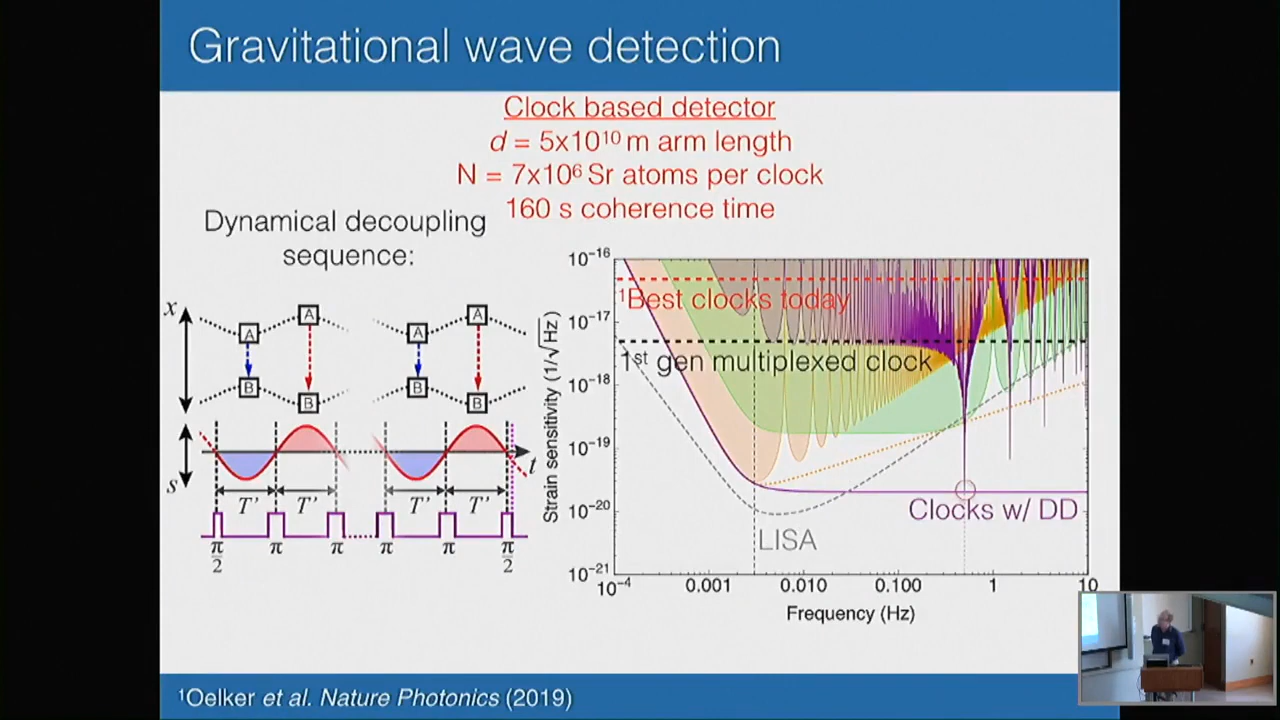 Gravitational wave detection
Clock based detector
d = 5x10¹⁰ m arm length
N = 7x10⁶ Sr atoms per clock
160 s coherence time
Dynamical decoupling
sequence:
x
A
A
A
A
B
B
B
B
s
t
T' T' T' T'
π/2 π π π π π/2
Strain sensitivity (1/√Hz)
10⁻¹⁶
10⁻¹⁷
10⁻¹⁸
10⁻¹⁹
10⁻²⁰
10⁻²¹
¹Best clocks today
1ˢᵗ gen multiplexed clock
Clocks w/ DD
LISA
10⁻⁴ 0.001 0.010 0.100 1 10
Frequency (Hz)
¹Oelker et al. Nature Photonics (2019)